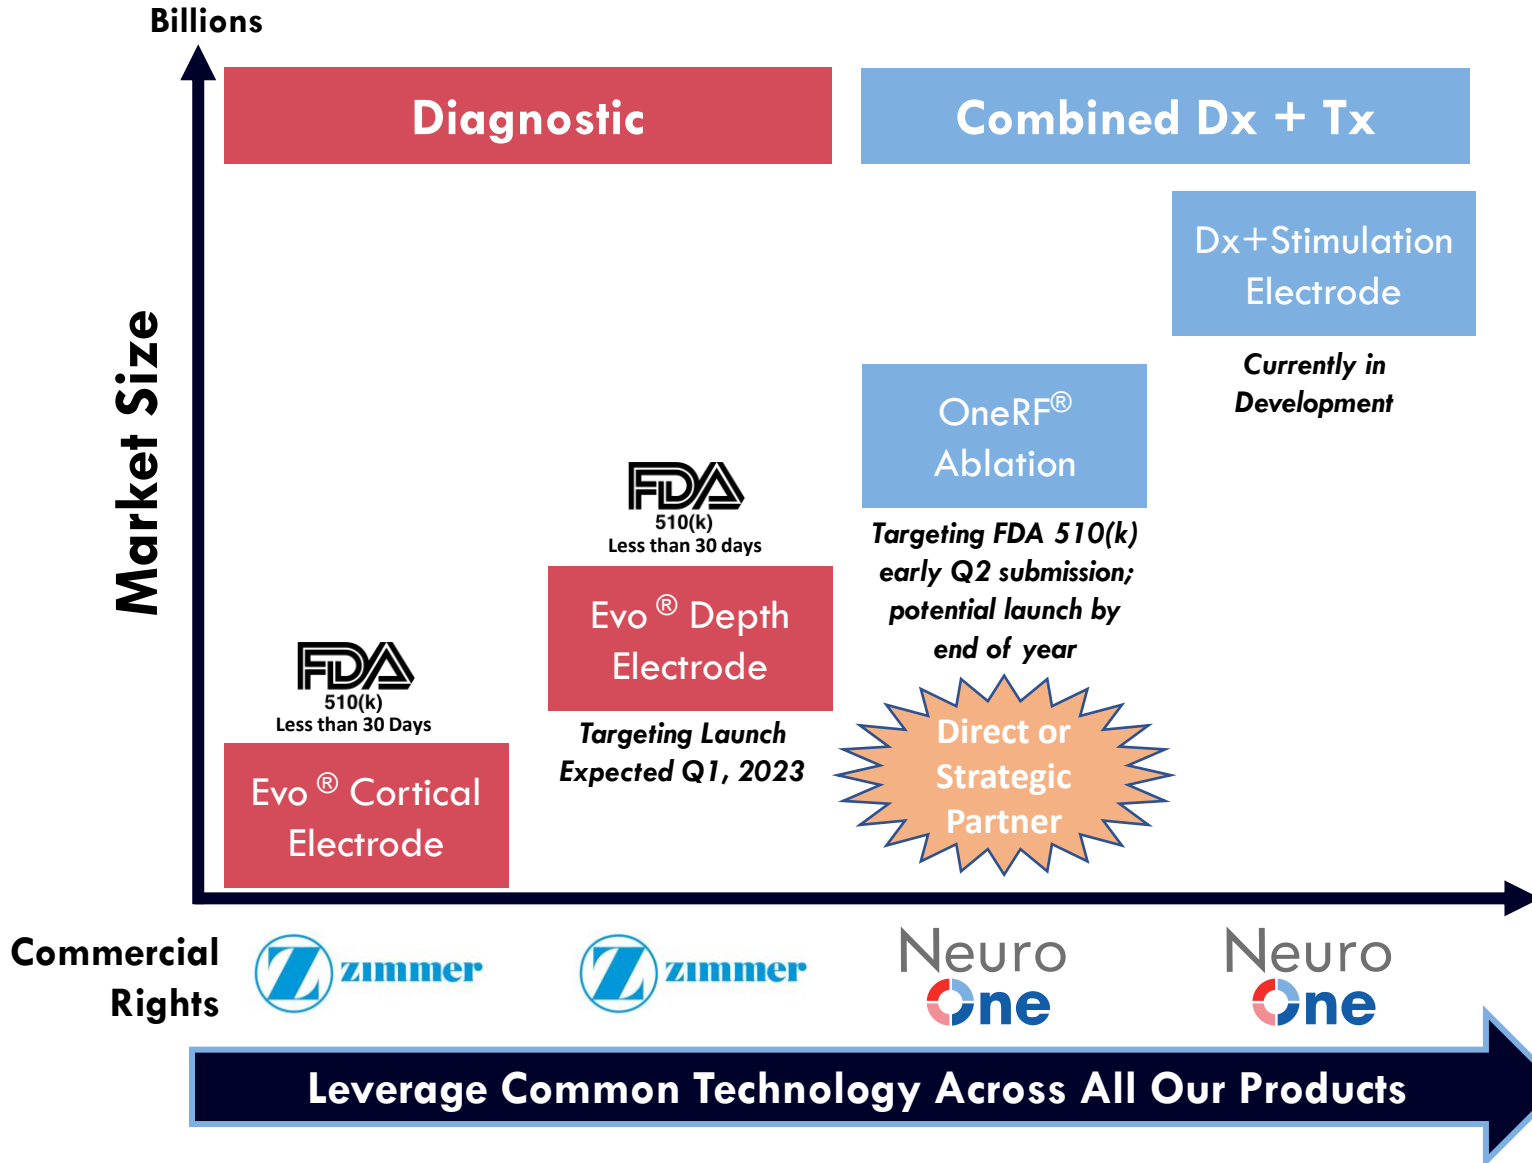 Billions
Diagnostic
Combined Dx + Tx
Dx+Stimulation
Electrode
Currently in
Development
OneRF®
Ablation
Targeting FDA 510(k)
early Q2 submission;
potential launch by
end of year
Direct or
Strategic
Partner
FDA
510(k)
Less than 30 days
Evo ® Depth
Electrode
Targeting Launch
Expected Q1, 2023
FDA
510(k)
Less than 30 Days
Evo ® Cortical
Electrode
Market Size
Commercial
Rights
Z zimmer
Z zimmer
Neuro
One
Neuro
One
Leverage Common Technology Across All Our Products